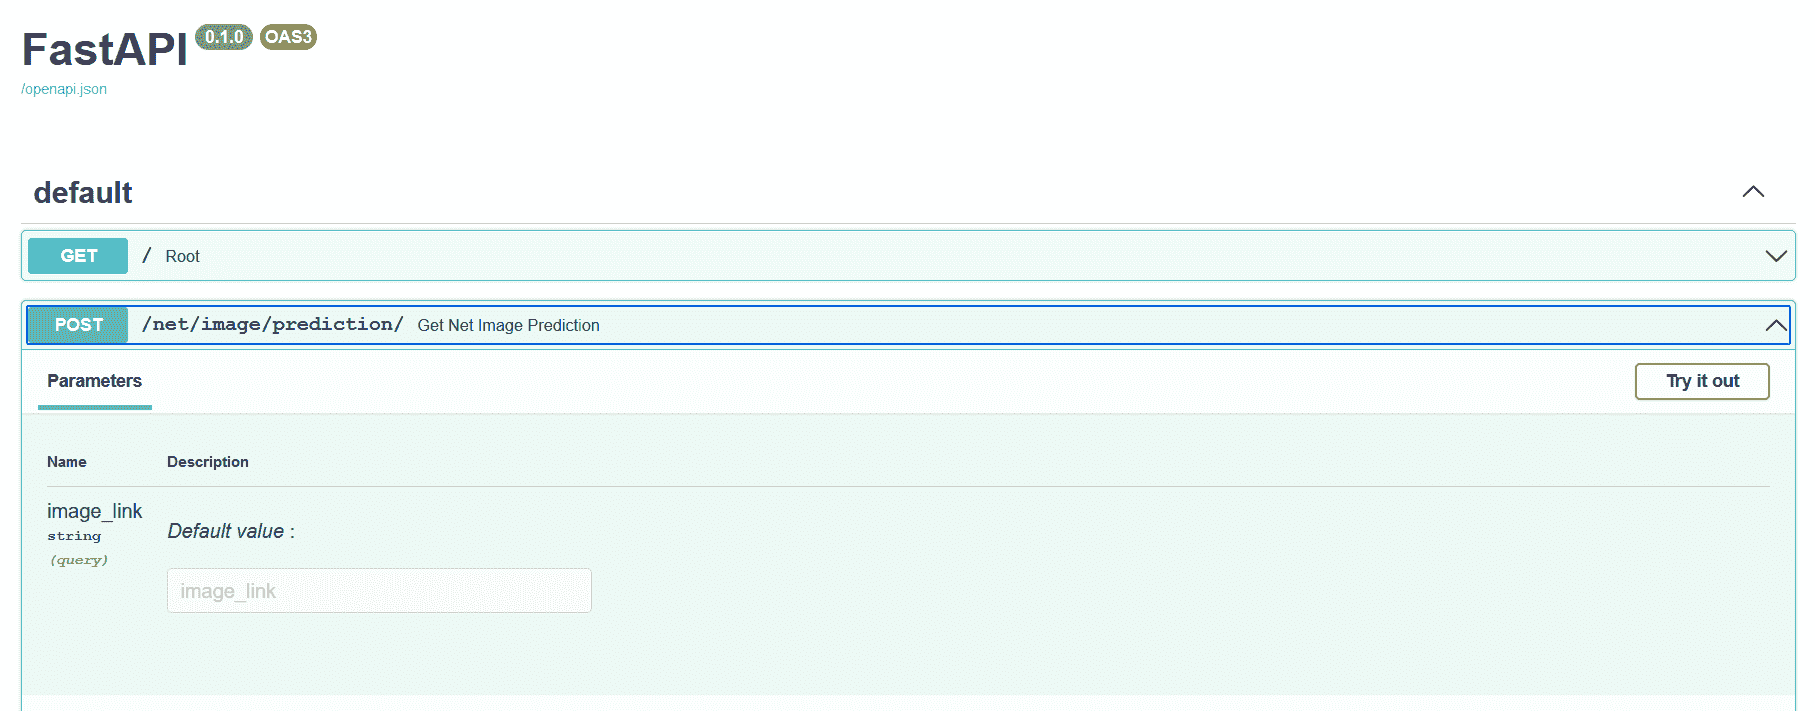 FastAPI 0.1.0 OAS3
/openapi.json
default
GET / Root
POST /net/image/prediction/ Get Net Image Prediction
Parameters Try it out
Name Description
image_link
string
(query)
Default value :
image_link